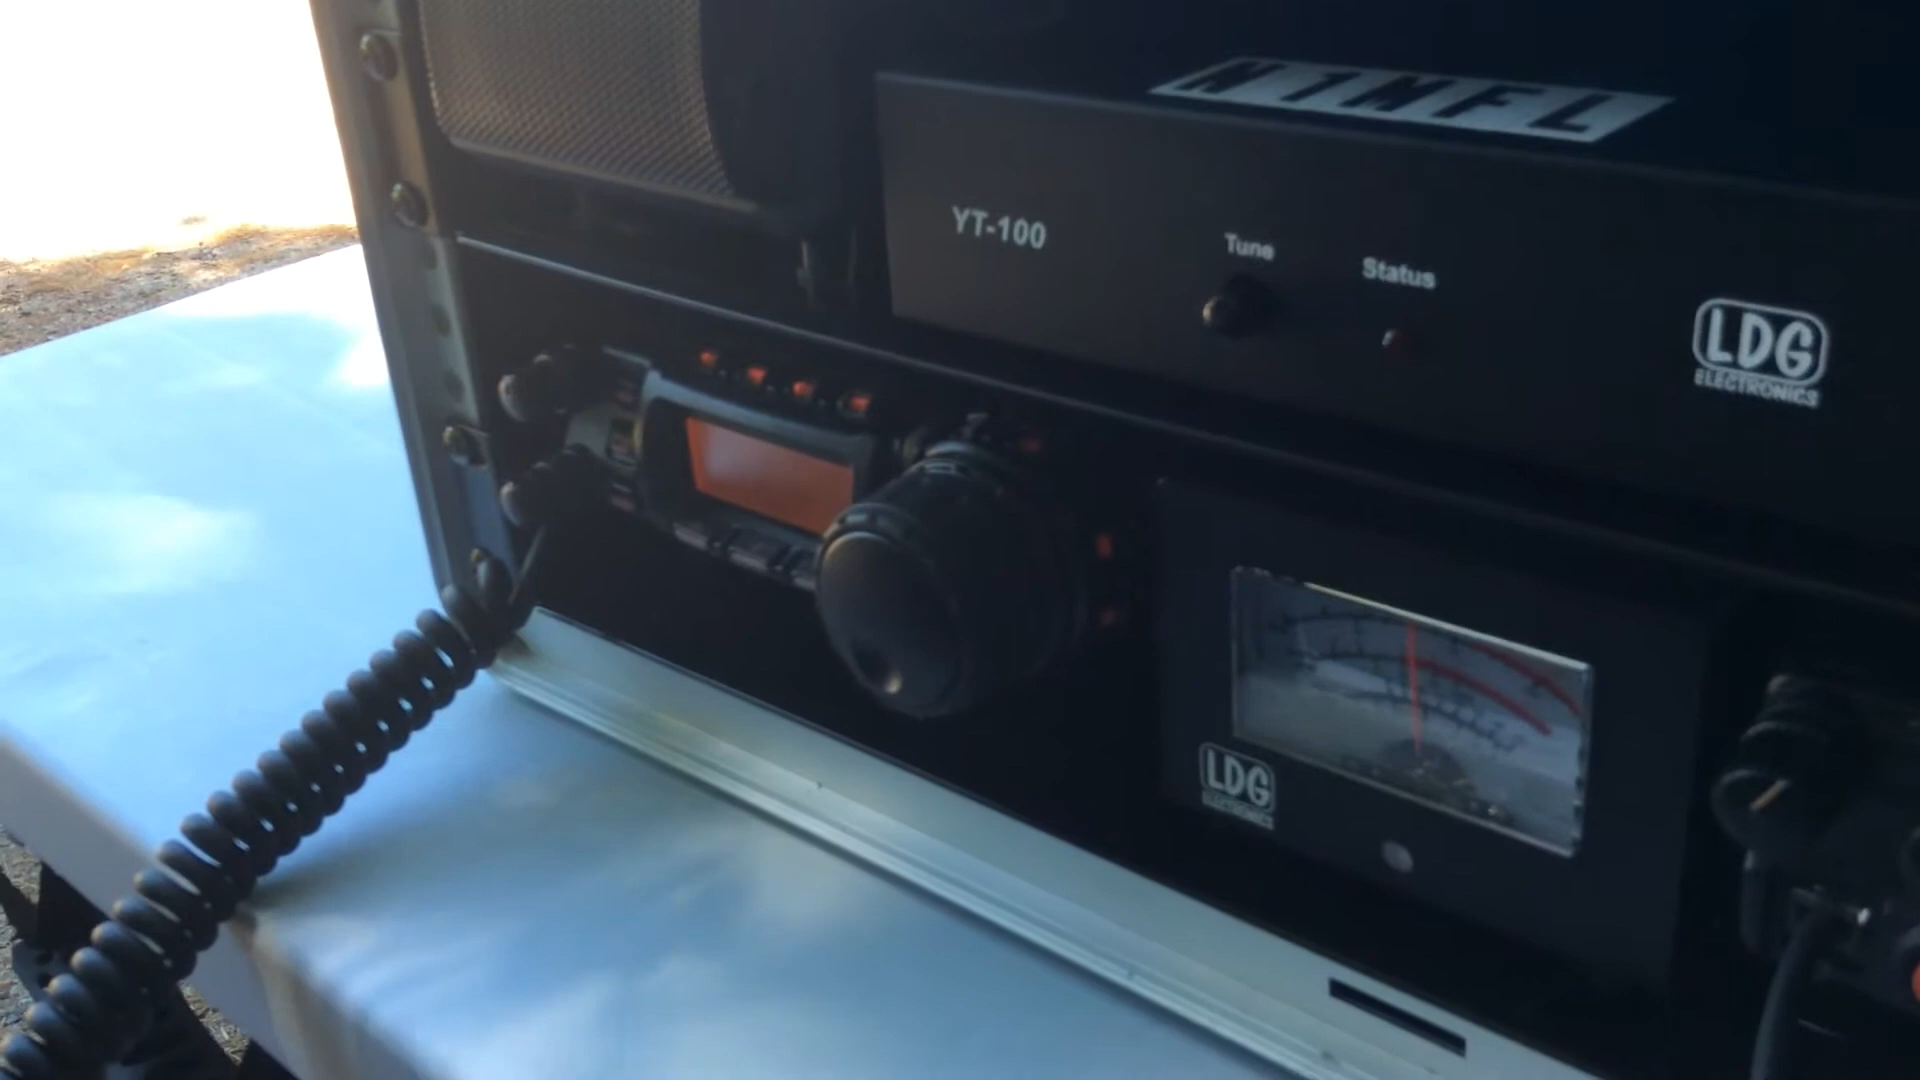 N1MFL
YT-100
Tune
Status
LDG
ELECTRONICS
LDG
ELECTRONICS